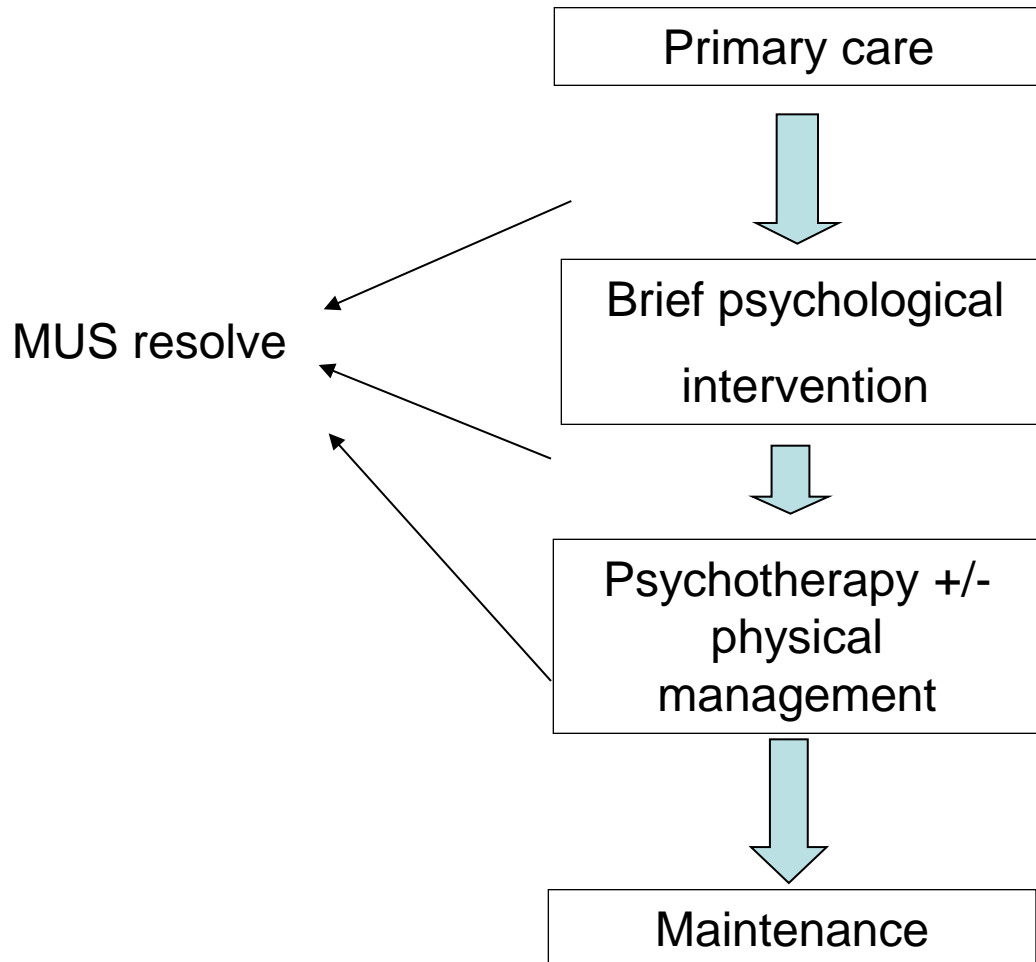 Primary care
Brief psychological
intervention
MUS resolve
Psychotherapy +/-
physical
management
Maintenance